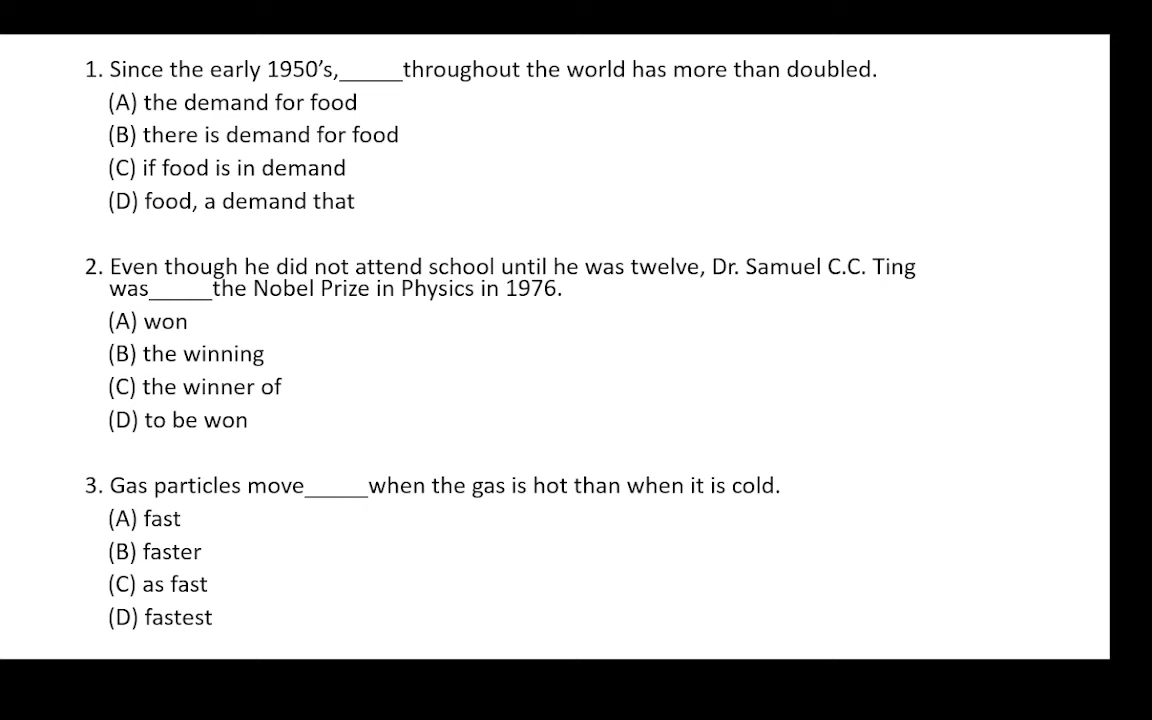 1. Since the early 1950’s,_____throughout the world has more than doubled.
(A) the demand for food
(B) there is demand for food
(C) if food is in demand
(D) food, a demand that
2. Even though he did not attend school until he was twelve, Dr. Samuel C.C. Ting
was_____the Nobel Prize in Physics in 1976.
(A) won
(B) the winning
(C) the winner of
(D) to be won
3. Gas particles move_____when the gas is hot than when it is cold.
(A) fast
(B) faster
(C) as fast
(D) fastest